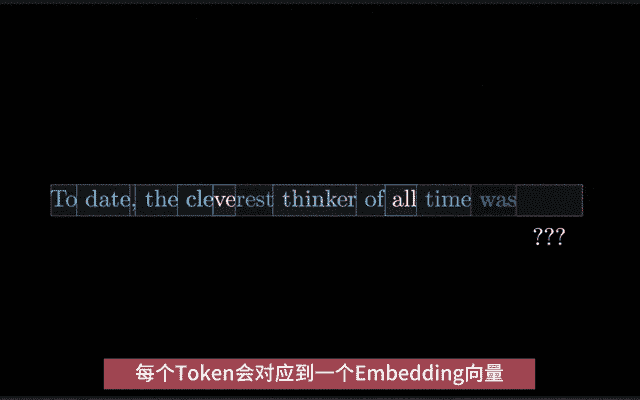 To date, the cleverest thinker of all time was
???
每个Token会对应到一个Embedding向量